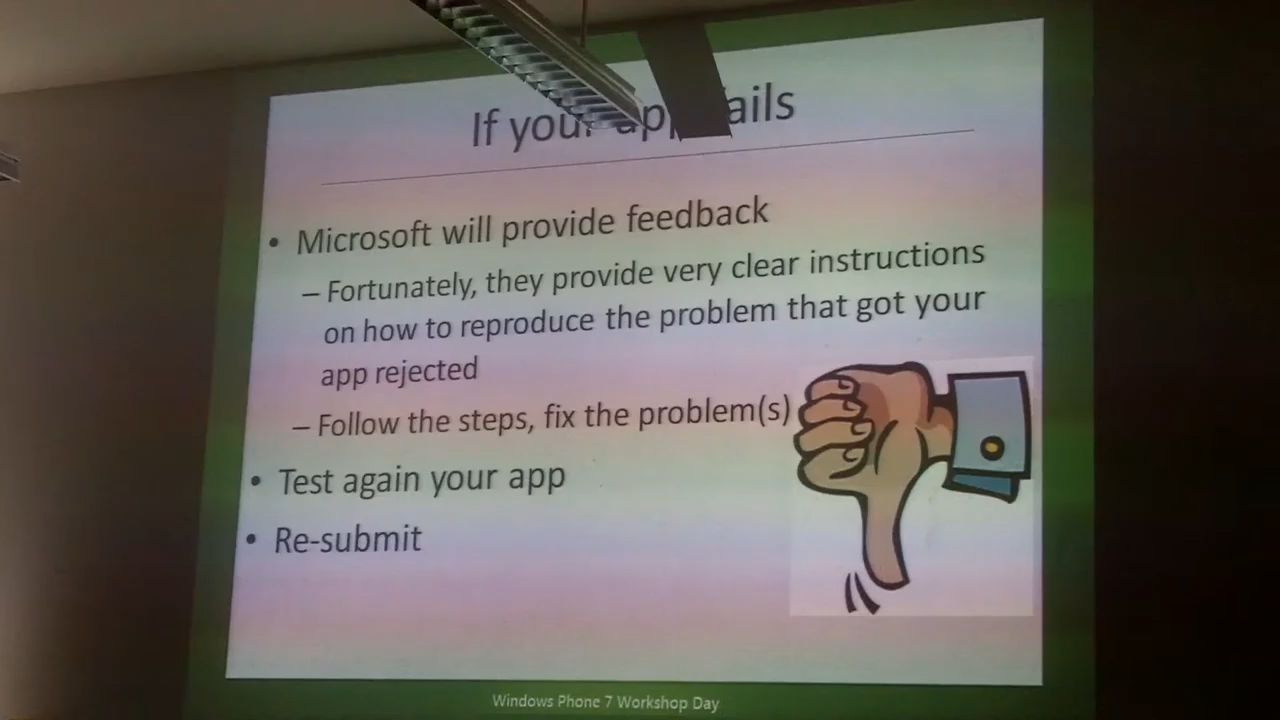 If your app fails
• Microsoft will provide feedback
– Fortunately, they provide very clear instructions
on how to reproduce the problem that got your
app rejected
– Follow the steps, fix the problem(s)
• Test again your app
• Re-submit
Windows Phone 7 Workshop Day